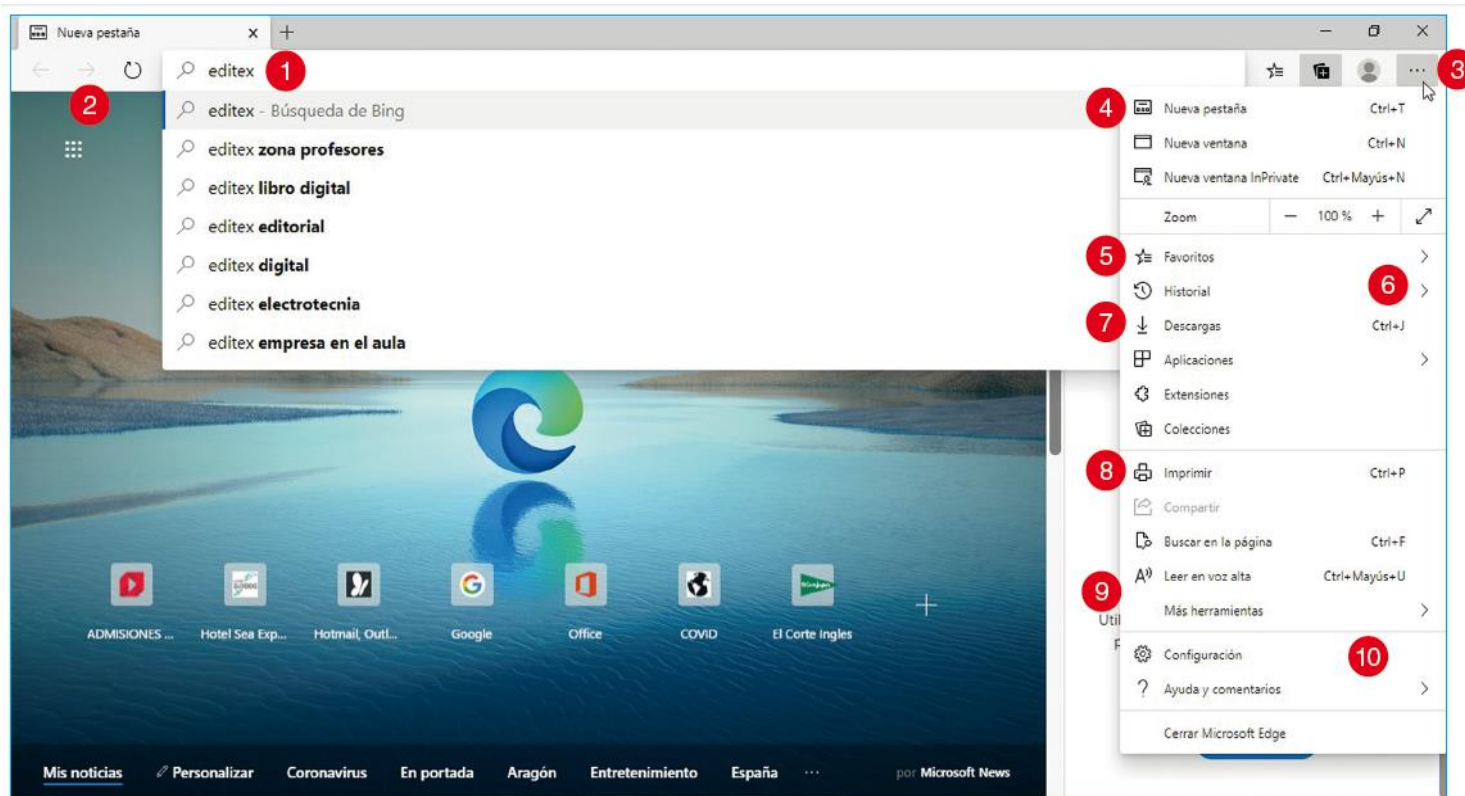 Nueva pestaña
editex 1
2
3
editex - Búsqueda de Bing
editex zona profesores
editex libro digital
editex editorial
editex digital
editex electrotecnia
editex empresa en el aula
4 Nueva pestaña Ctrl+T
Nueva ventana Ctrl+N
Nueva ventana InPrivate Ctrl+Mayús+N
Zoom — 100 % +
5 Favoritos
Historial 6
7 Descargas Ctrl+J
Aplicaciones
Extensiones
Colecciones
8 Imprimir Ctrl+P
Compartir
Buscar en la página Ctrl+F
Leer en voz alta Ctrl+Mayús+U
9 Más herramientas
Configuración 10
? Ayuda y comentarios
Cerrar Microsoft Edge
ADMISIONES ... Hotel Sea Exp... Hotmail, Outl... Google Office COVID El Corte Ingles
Mis noticias Personalizar Coronavirus En portada Aragón Entretenimiento España ... por Microsoft News